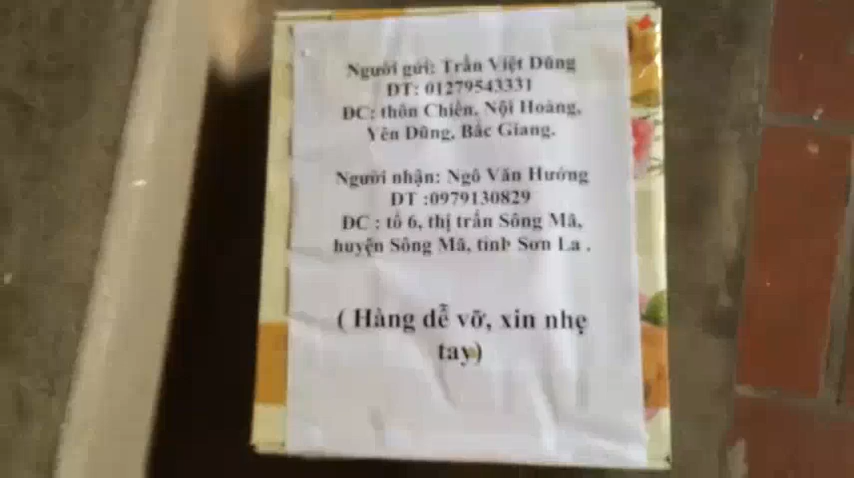 Người gửi: Trần Việt Dũng
ĐT: 01279543331
ĐC: thôn Chiền, Nội Hoàng,
Yên Dũng, Bắc Giang.
Người nhận: Ngô Văn Hướng
ĐT :0979130829
ĐC : tổ 6, thị trấn Sông Mã,
huyện Sông Mã, tỉnh Sơn La .
( Hàng dễ vỡ, xin nhẹ
tay)